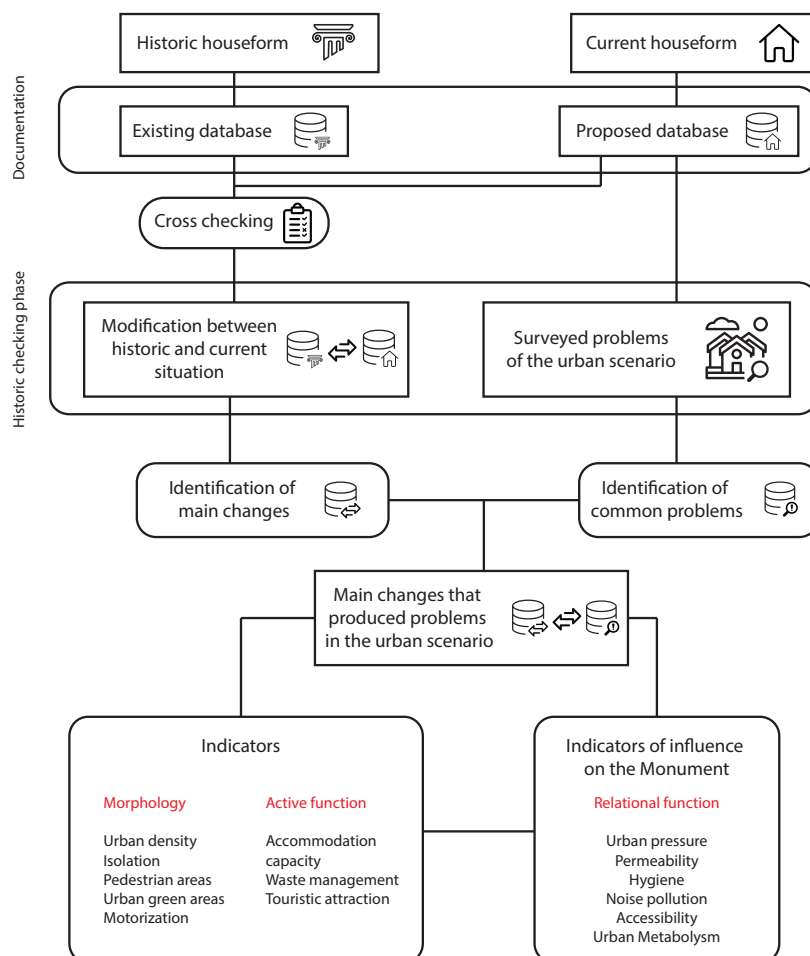 Historic houseform
Current houseform
Documentation
Existing database
Proposed database
Cross checking
Historic checking phase
Modification between
historic and current
situation
Surveyed problems
of the urban scenario
Identification of
main changes
Identification of
common problems
Main changes that
produced problems
in the urban scenario
Indicators
Morphology
Urban density
Isolation
Pedestrian areas
Urban green areas
Motorization
Active function
Accommodation
capacity
Waste management
Touristic attraction
Indicators of influence
on the Monument
Relational function
Urban pressure
Permeability
Hygiene
Noise pollution
Accessibility
Urban Metabolysm